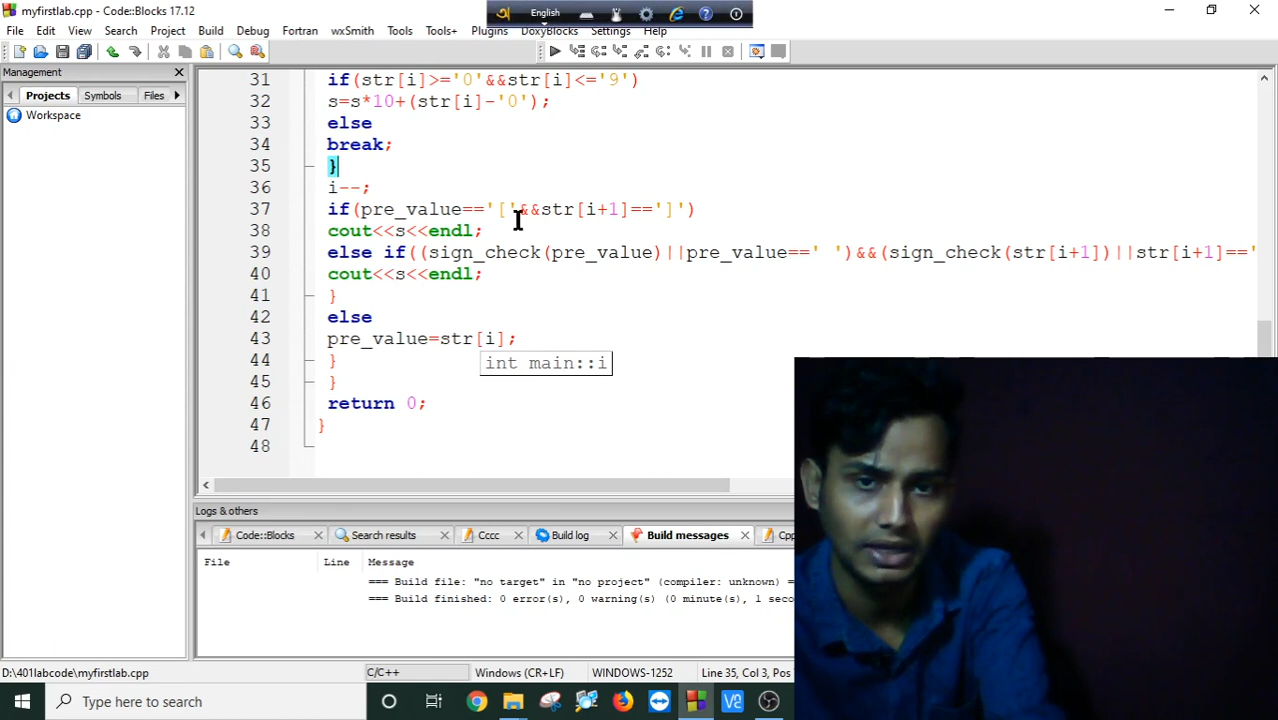 myfirstlab.cpp - Code::Blocks 17.12
অ English
File Edit View Search Project Build Debug Fortran wxSmith Tools Tools+ Plugins DoxyBlocks Settings Help
Management
Projects Symbols Files
Workspace
31 if(str[i]>='0'&&str[i]<='9')
32 s=s*10+(str[i]-'0');
33 else
34 break;
35 }
36 i--;
37 if(pre_value=='['&&str[i+1]==']')
38 cout<<s<<endl;
39 else if((sign_check(pre_value)||pre_value==' ')&&(sign_check(str[i+1])||str[i+1]=='
40 cout<<s<<endl;
41 }
42 else
43 pre_value=str[i];
int main::i
44 }
45 }
46 return 0;
47 }
48
Logs & others
Code::Blocks Search results Cccc Build log Build messages
File Line Message
=== Build file: "no target" in "no project" (compiler: unknown) =
=== Build finished: 0 error(s), 0 warning(s) (0 minute(s), 1
D:\401labcode\myfirstlab.cpp C/C++ Windows (CR+LF) WINDOWS-1252 Line 35, Col 3, Pos
Type here to search